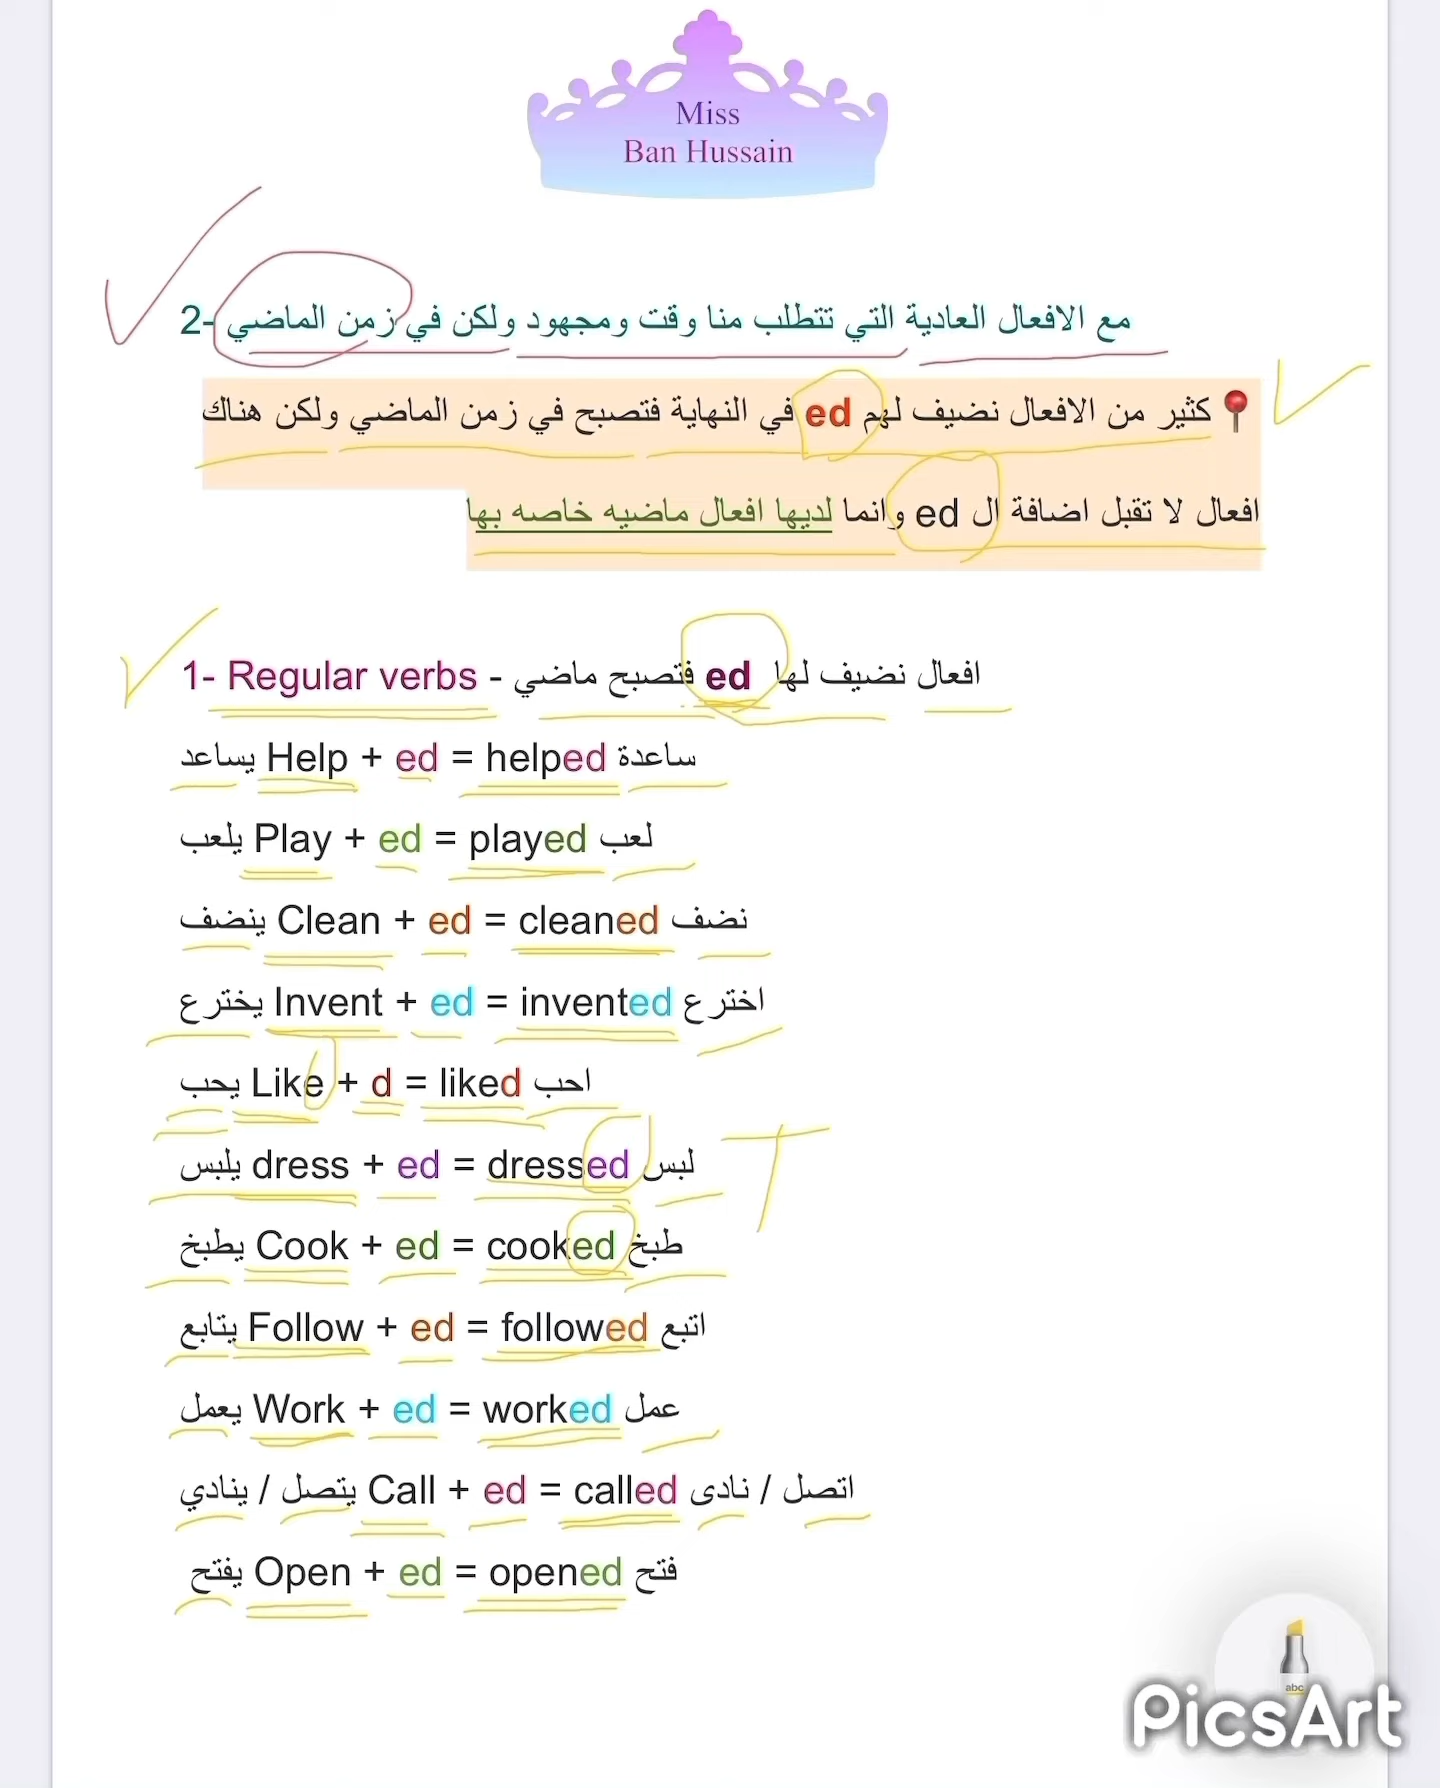 Miss
Ban Hussain
2- مع الافعال العادية التي تتطلب منا وقت ومجهود ولكن في زمن الماضي
📍كثير من الافعال نضيف لهم ed في النهاية فتصبح في زمن الماضي ولكن هناك
افعال لا تقبل اضافة ال ed وانما لديها افعال ماضيه خاصه بها
1- Regular verbs - افعال نضيف لها ed فتصبح ماضي
يساعد Help + ed = helped ساعدة
يلعب Play + ed = played لعب
ينضف Clean + ed = cleaned نضف
يخترع Invent + ed = invented اخترع
يحب Like + d = liked احب
يلبس dress + ed = dressed لبس
T
يطبخ Cook + ed = cooked طبخ
يتابع Follow + ed = followed اتبع
يعمل Work + ed = worked عمل
يتصل / ينادي Call + ed = called اتصل / نادى
يفتح Open + ed = opened فتح
abc
PicsArt